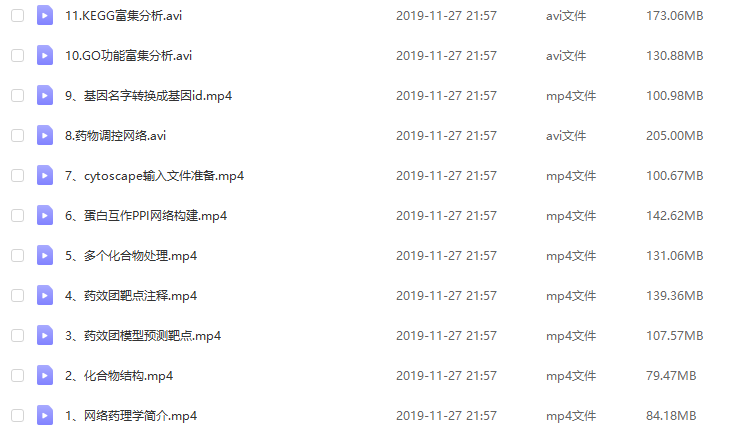 11.KEGG富集分析.avi 2019-11-27 21:57 avi文件 173.06MB
10.GO功能富集分析.avi 2019-11-27 21:57 avi文件 130.88MB
9、基因名字转换成基因id.mp4 2019-11-27 21:57 mp4文件 100.98MB
8.药物调控网络.avi 2019-11-27 21:57 avi文件 205.00MB
7、cytoscape输入文件准备.mp4 2019-11-27 21:57 mp4文件 100.67MB
6、蛋白互作PPI网络构建.mp4 2019-11-27 21:57 mp4文件 142.62MB
5、多个化合物处理.mp4 2019-11-27 21:57 mp4文件 131.06MB
4、药效团靶点注释.mp4 2019-11-27 21:57 mp4文件 139.36MB
3、药效团模型预测靶点.mp4 2019-11-27 21:57 mp4文件 107.57MB
2、化合物结构.mp4 2019-11-27 21:57 mp4文件 79.47MB
1、网络药理学简介.mp4 2019-11-27 21:57 mp4文件 84.18MB